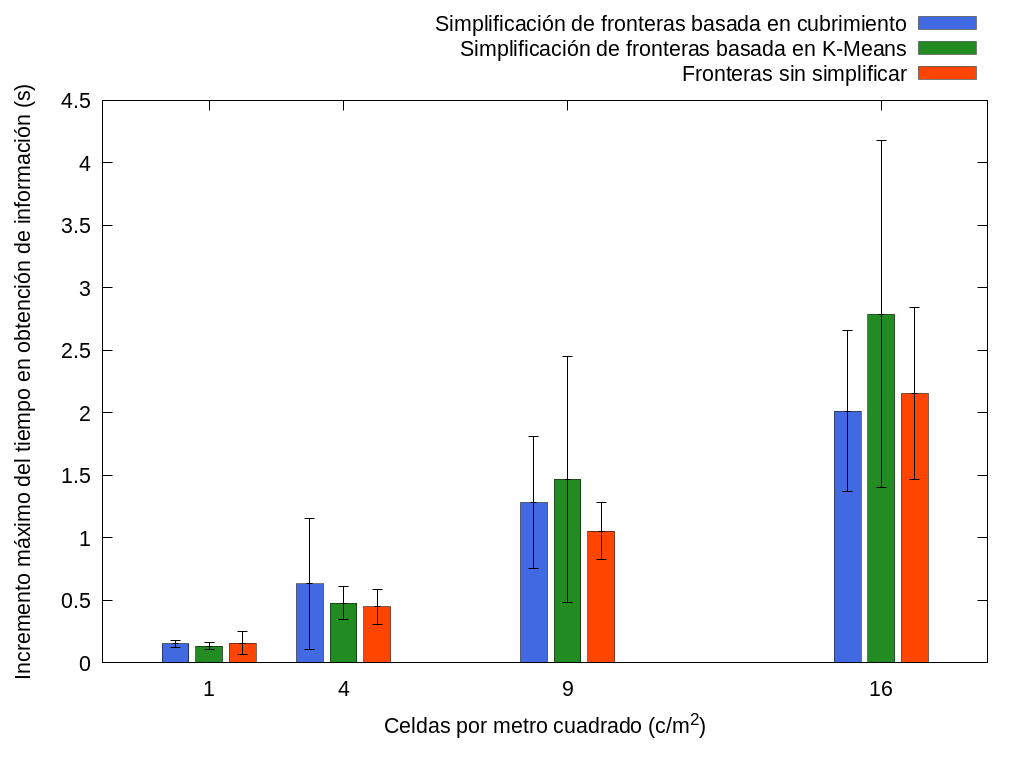 Simplificación de fronteras basada en cubrimiento
Simplificación de fronteras basada en K-Means
Fronteras sin simplificar
Incremento máximo del tiempo en obtención de información (s)
4.5
4
3.5
3
2.5
2
1.5
1
0.5
0
1 4 9 16
Celdas por metro cuadrado (c/m²)